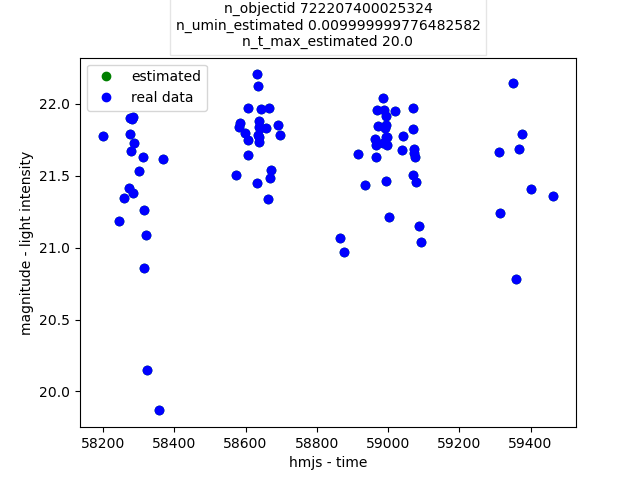 n_objectid 722207400025324
n_umin_estimated 0.009999999776482582
n_t_max_estimated 20.0
estimated
real data
magnitude - light intensity
22.0
21.5
21.0
20.5
20.0
58200 58400 58600 58800 59000 59200 59400
hmjs - time